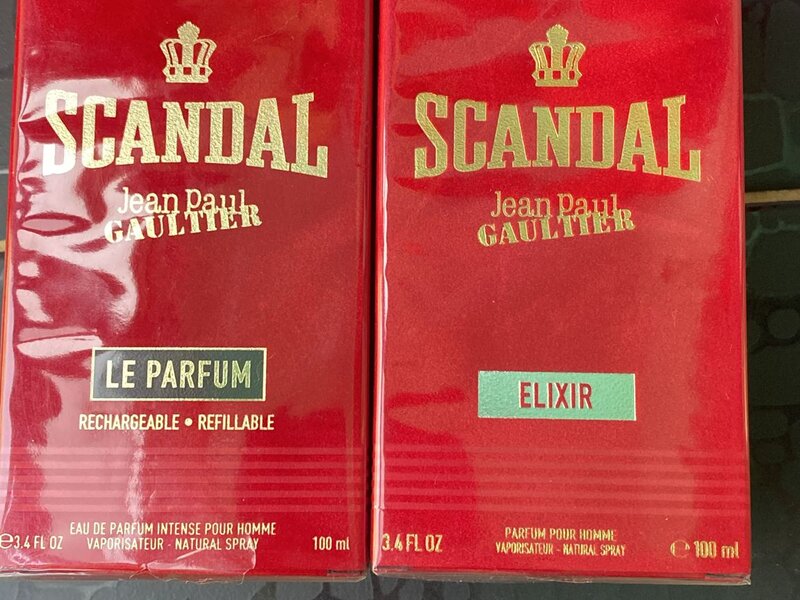 SCANDAL
Jean Paul
GAULTIER
LE PARFUM
RECHARGEABLE • REFILLABLE
EAU DE PARFUM INTENSE POUR HOMME
℮3.4 FL OZ VAPORISATEUR - NATURAL SPRAY 100 ml
SCANDAL
Jean Paul
GAULTIER
ELIXIR
PARFUM POUR HOMME
3.4 FL OZ VAPORISATEUR - NATURAL SPRAY ℮ 100 ml